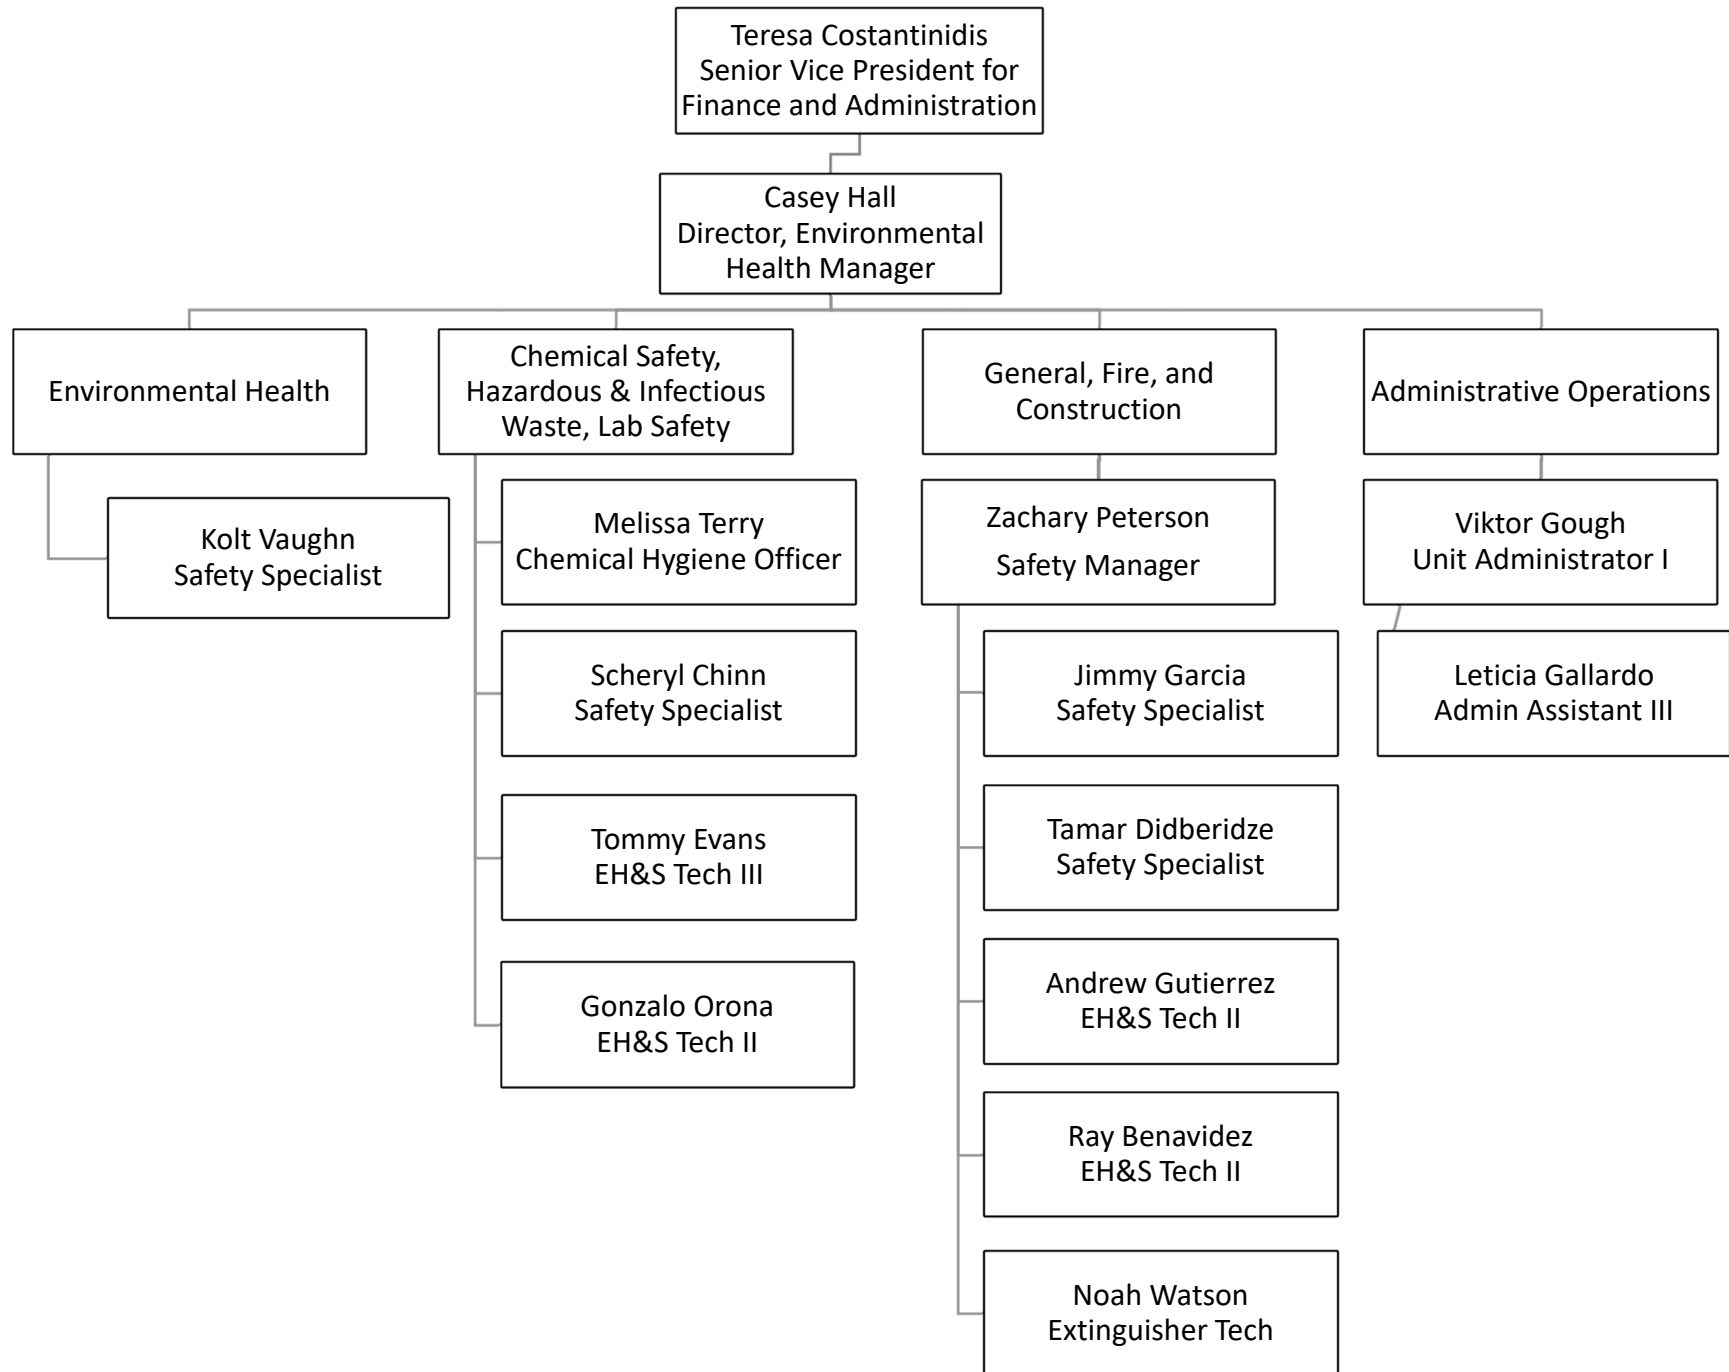 Teresa Costantinidis
Senior Vice President for
Finance and Administration
Casey Hall
Director, Environmental
Health Manager
Environmental Health
Kolt Vaughn
Safety Specialist
Chemical Safety,
Hazardous & Infectious
Waste, Lab Safety
Melissa Terry
Chemical Hygiene Officer
Scheryl Chinn
Safety Specialist
Tommy Evans
EH&S Tech III
Gonzalo Orona
EH&S Tech II
General, Fire, and
Construction
Zachary Peterson
Safety Manager
Jimmy Garcia
Safety Specialist
Tamar Didberidze
Safety Specialist
Andrew Gutierrez
EH&S Tech II
Ray Benavidez
EH&S Tech II
Noah Watson
Extinguisher Tech
Administrative Operations
Viktor Gough
Unit Administrator I
Leticia Gallardo
Admin Assistant III